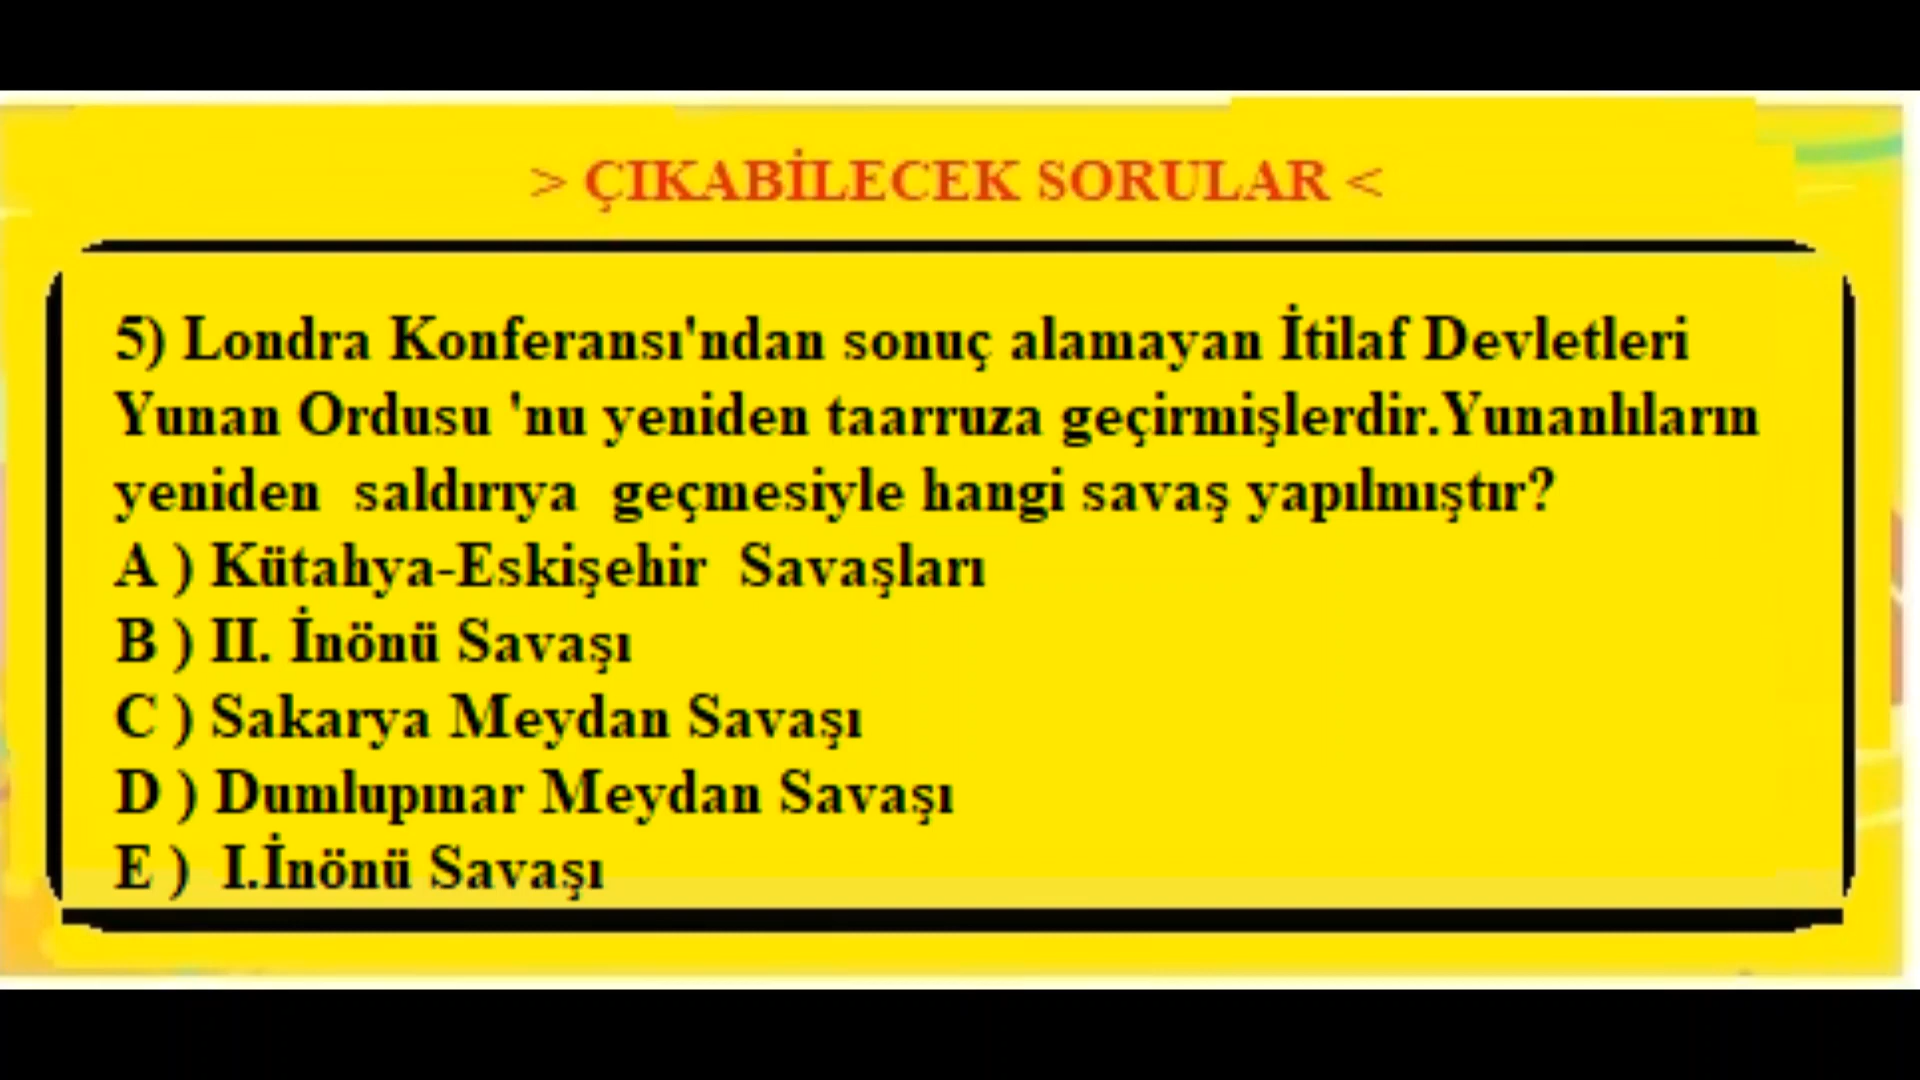 > ÇIKABİLECEK SORULAR <
5) Londra Konferansı'ndan sonuç alamayan İtilaf Devletleri
Yunan Ordusu 'nu yeniden taarruza geçirmişlerdir.Yunanlıların
yeniden saldırıya geçmesiyle hangi savaş yapılmıştır?
A ) Kütahya-Eskişehir Savaşları
B ) II. İnönü Savaşı
C ) Sakarya Meydan Savaşı
D ) Dumlupınar Meydan Savaşı
E ) I.İnönü Savaşı